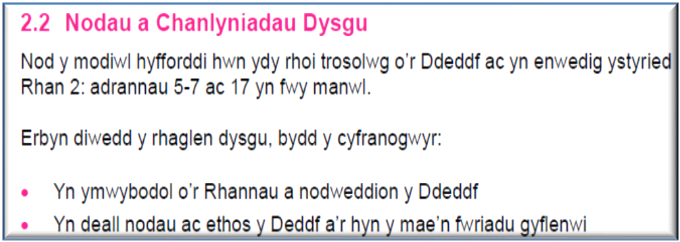 2.2 Nodau a Chanlyniadau Dysgu
Nod y modiwl hyfforddi hwn ydy rhoi trosolwg o'r Ddeddf ac yn enwedig ystyried
Rhan 2: adrannau 5-7 ac 17 yn fwy manwl.
Erbyn diwedd y rhaglen dysgu, bydd y cyfranogwyr:
• Yn ymwybodol o'r Rhannau a nodweddion y Ddeddf
• Yn deall nodau ac ethos y Deddf a'r hyn y mae'n fwriadu gyflenwi